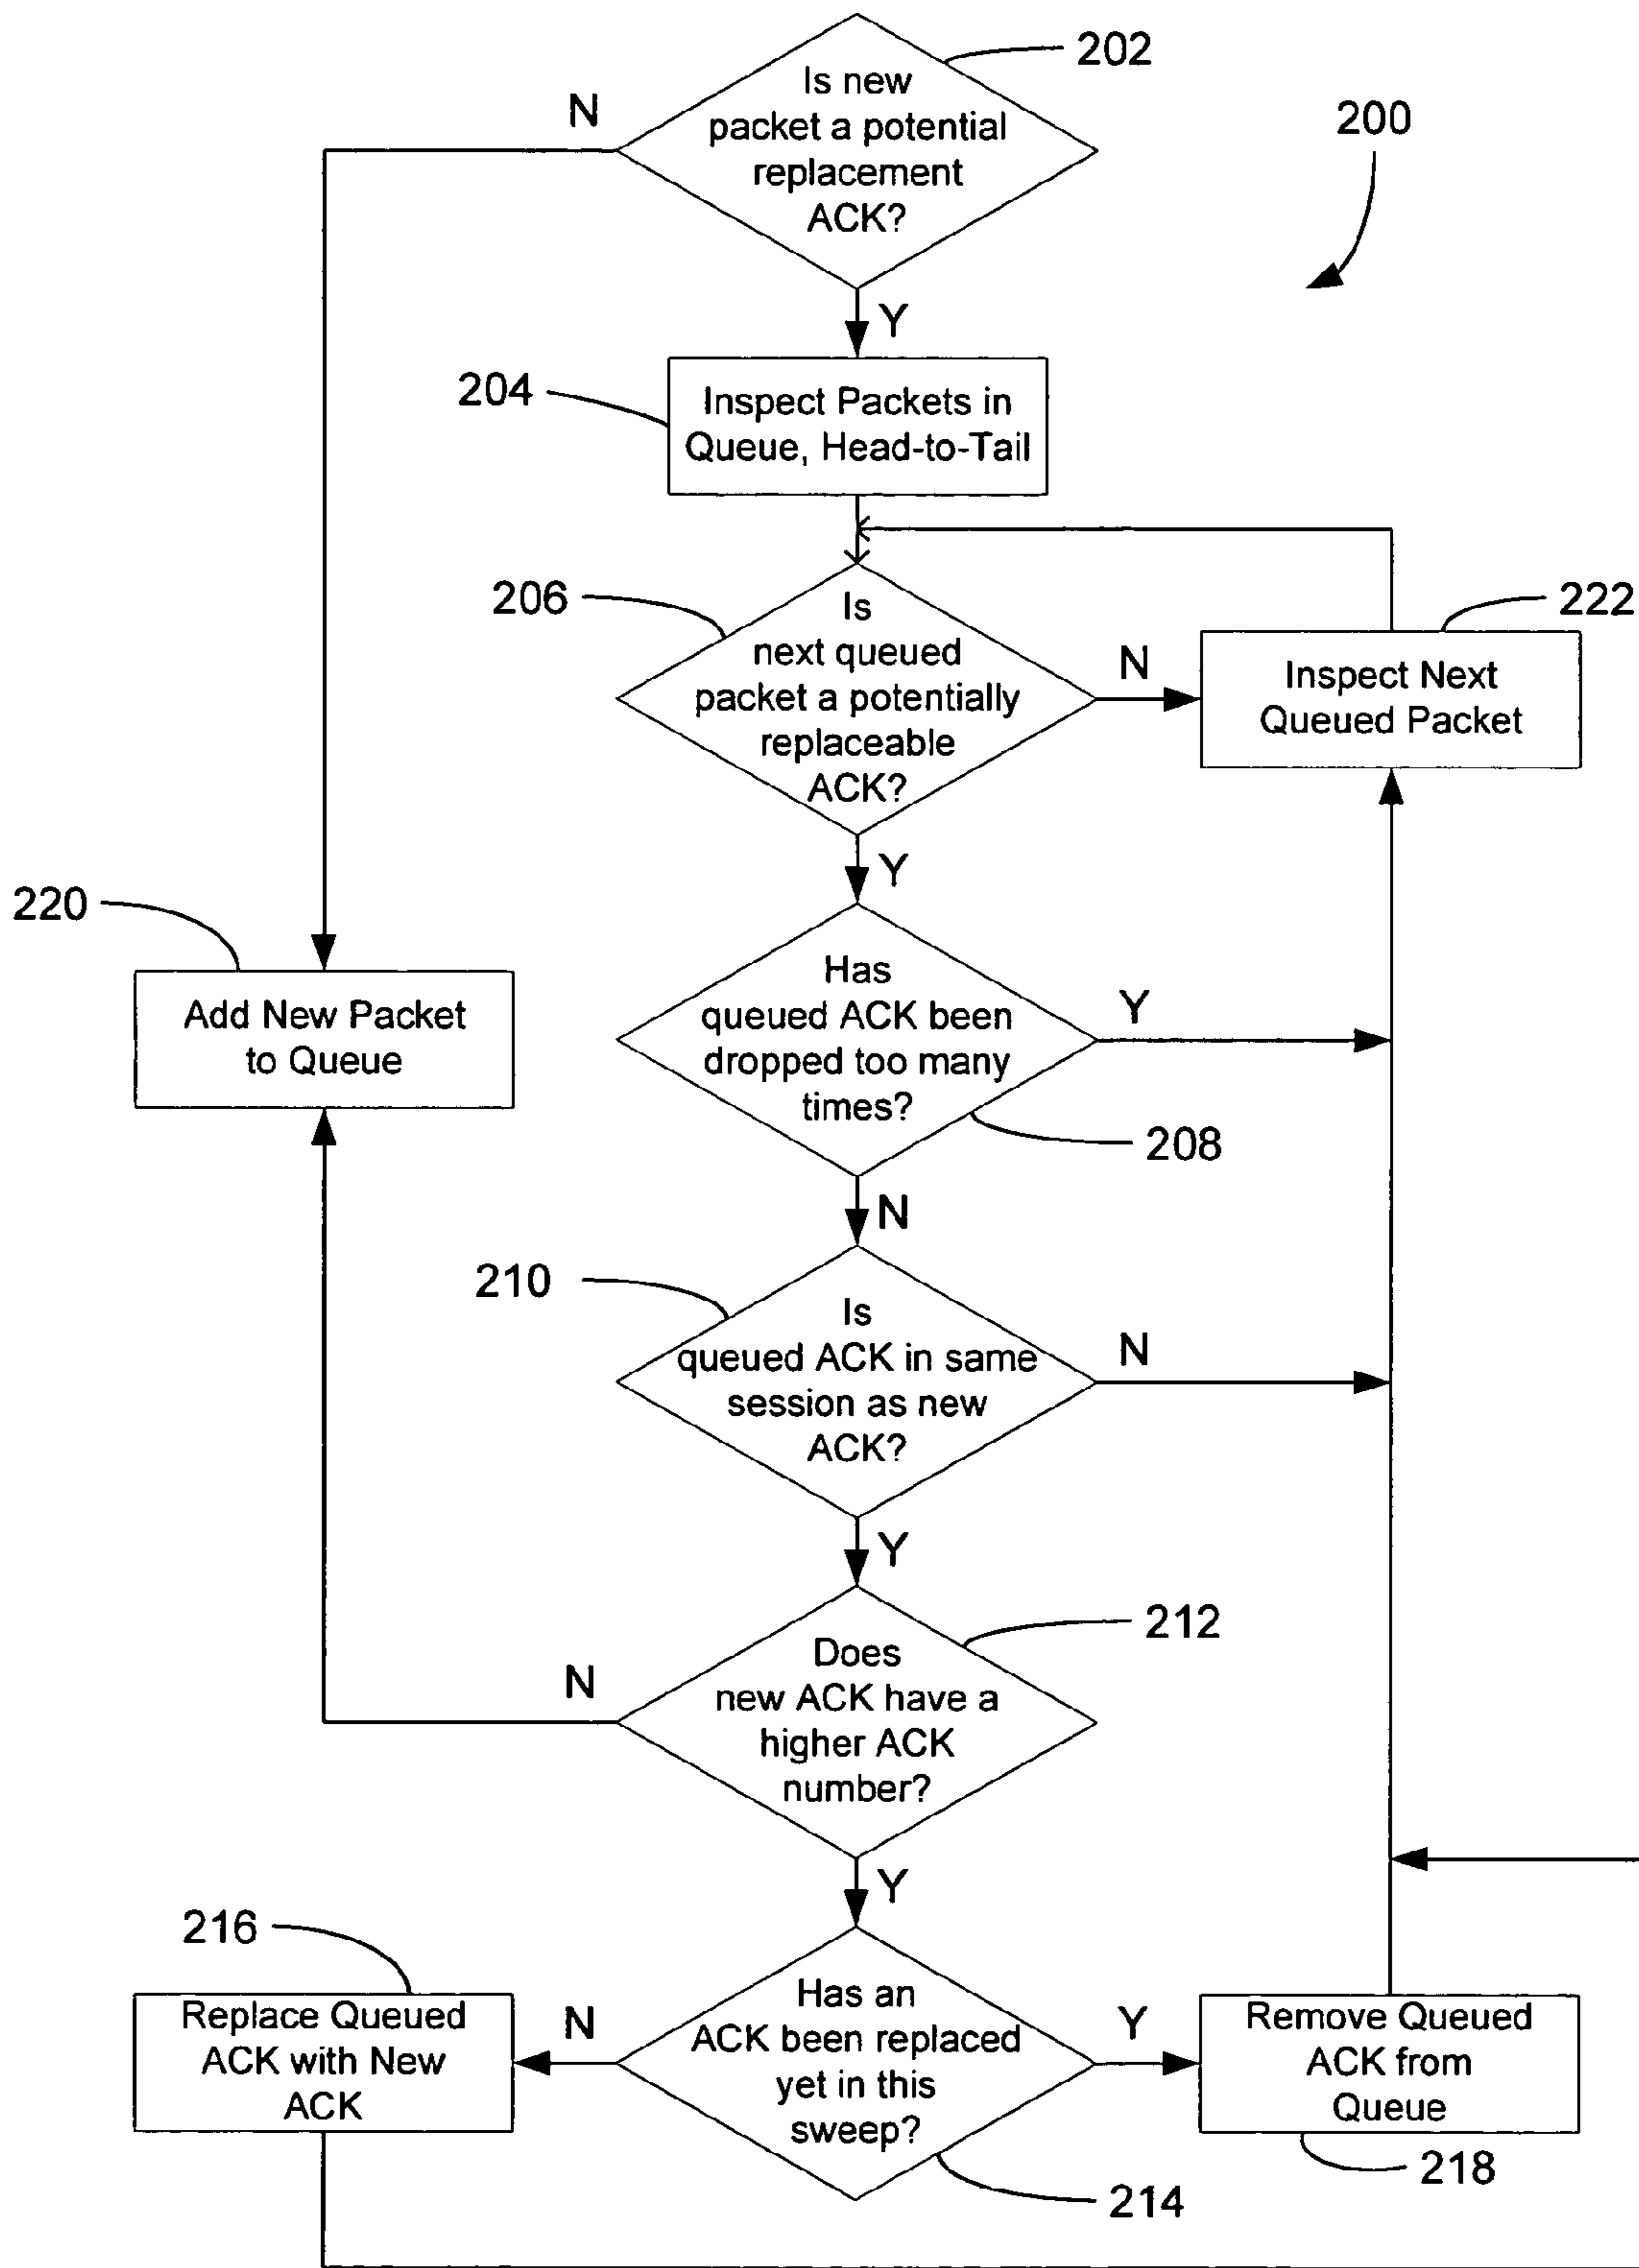 202
Is new
packet a potential
replacement
ACK?
N
200
Y
204
Inspect Packets in
Queue, Head-to-Tail
206
Is
next queued
packet a potentially
replaceable
ACK?
N
222
Inspect Next
Queued Packet
Y
220
Add New Packet
to Queue
Has
queued ACK been
dropped too many
times?
Y
208
N
210
Is
queued ACK in same
session as new
ACK?
N
Y
212
Does
new ACK have a
higher ACK
number?
N
Y
216
Replace Queued
ACK with New
ACK
N
Has an
ACK been replaced
yet in this
sweep?
Y
Remove Queued
ACK from
Queue
218
214